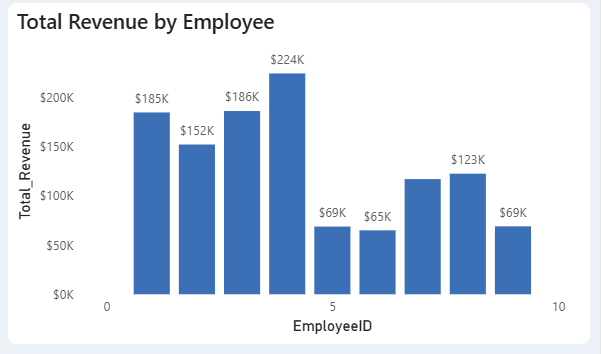 Total Revenue by Employee
$224K
$200K
$185K
$186K
$152K
$150K
$123K
$100K
$69K
$65K
$69K
$50K
$0K
Total_Revenue
0
5
10
EmployeeID